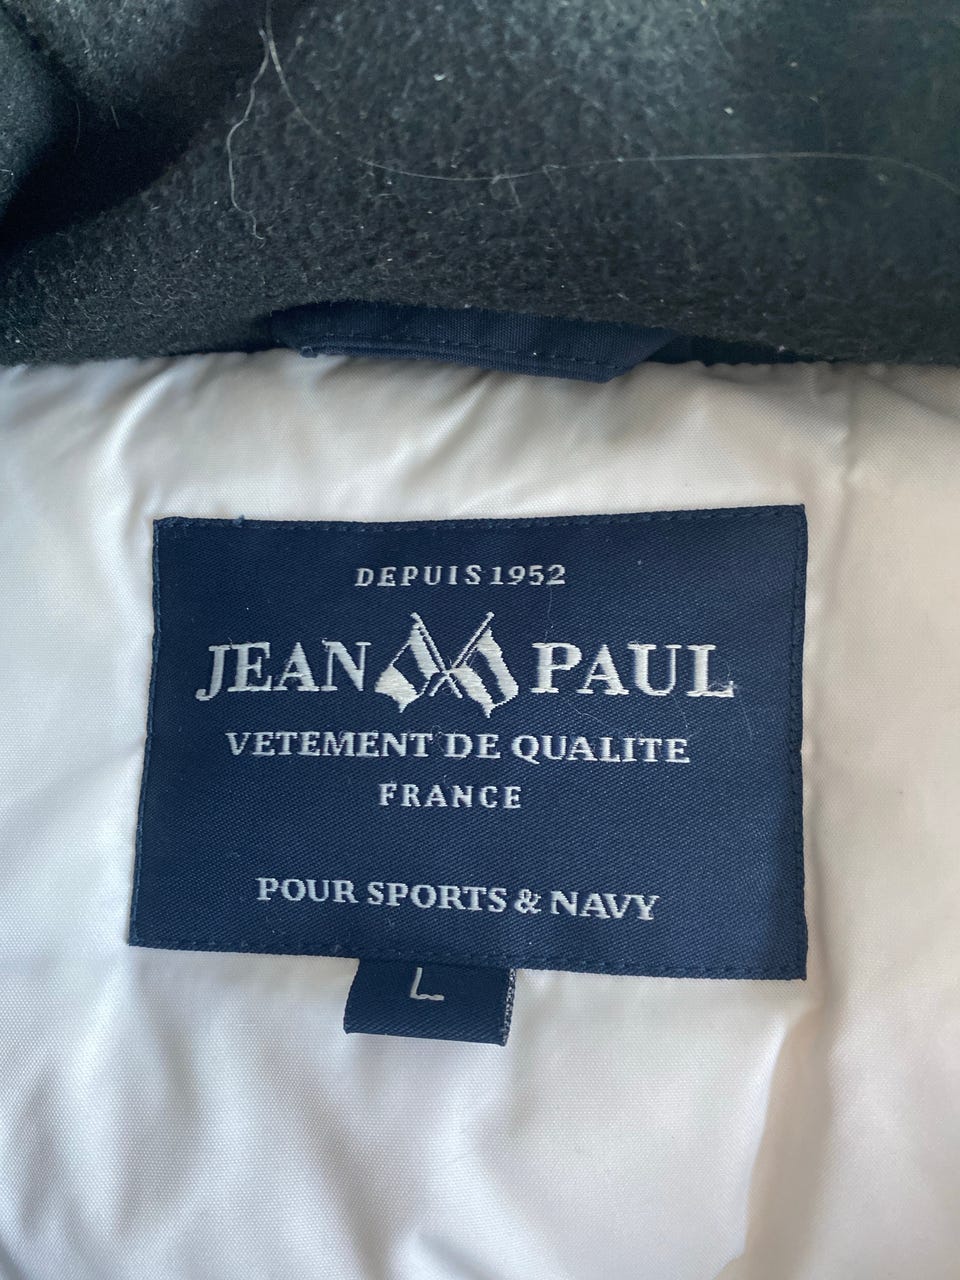 DEPUIS 1952
JEAN PAUL
VETEMENT DE QUALITE
FRANCE
POUR SPORTS & NAVY
L